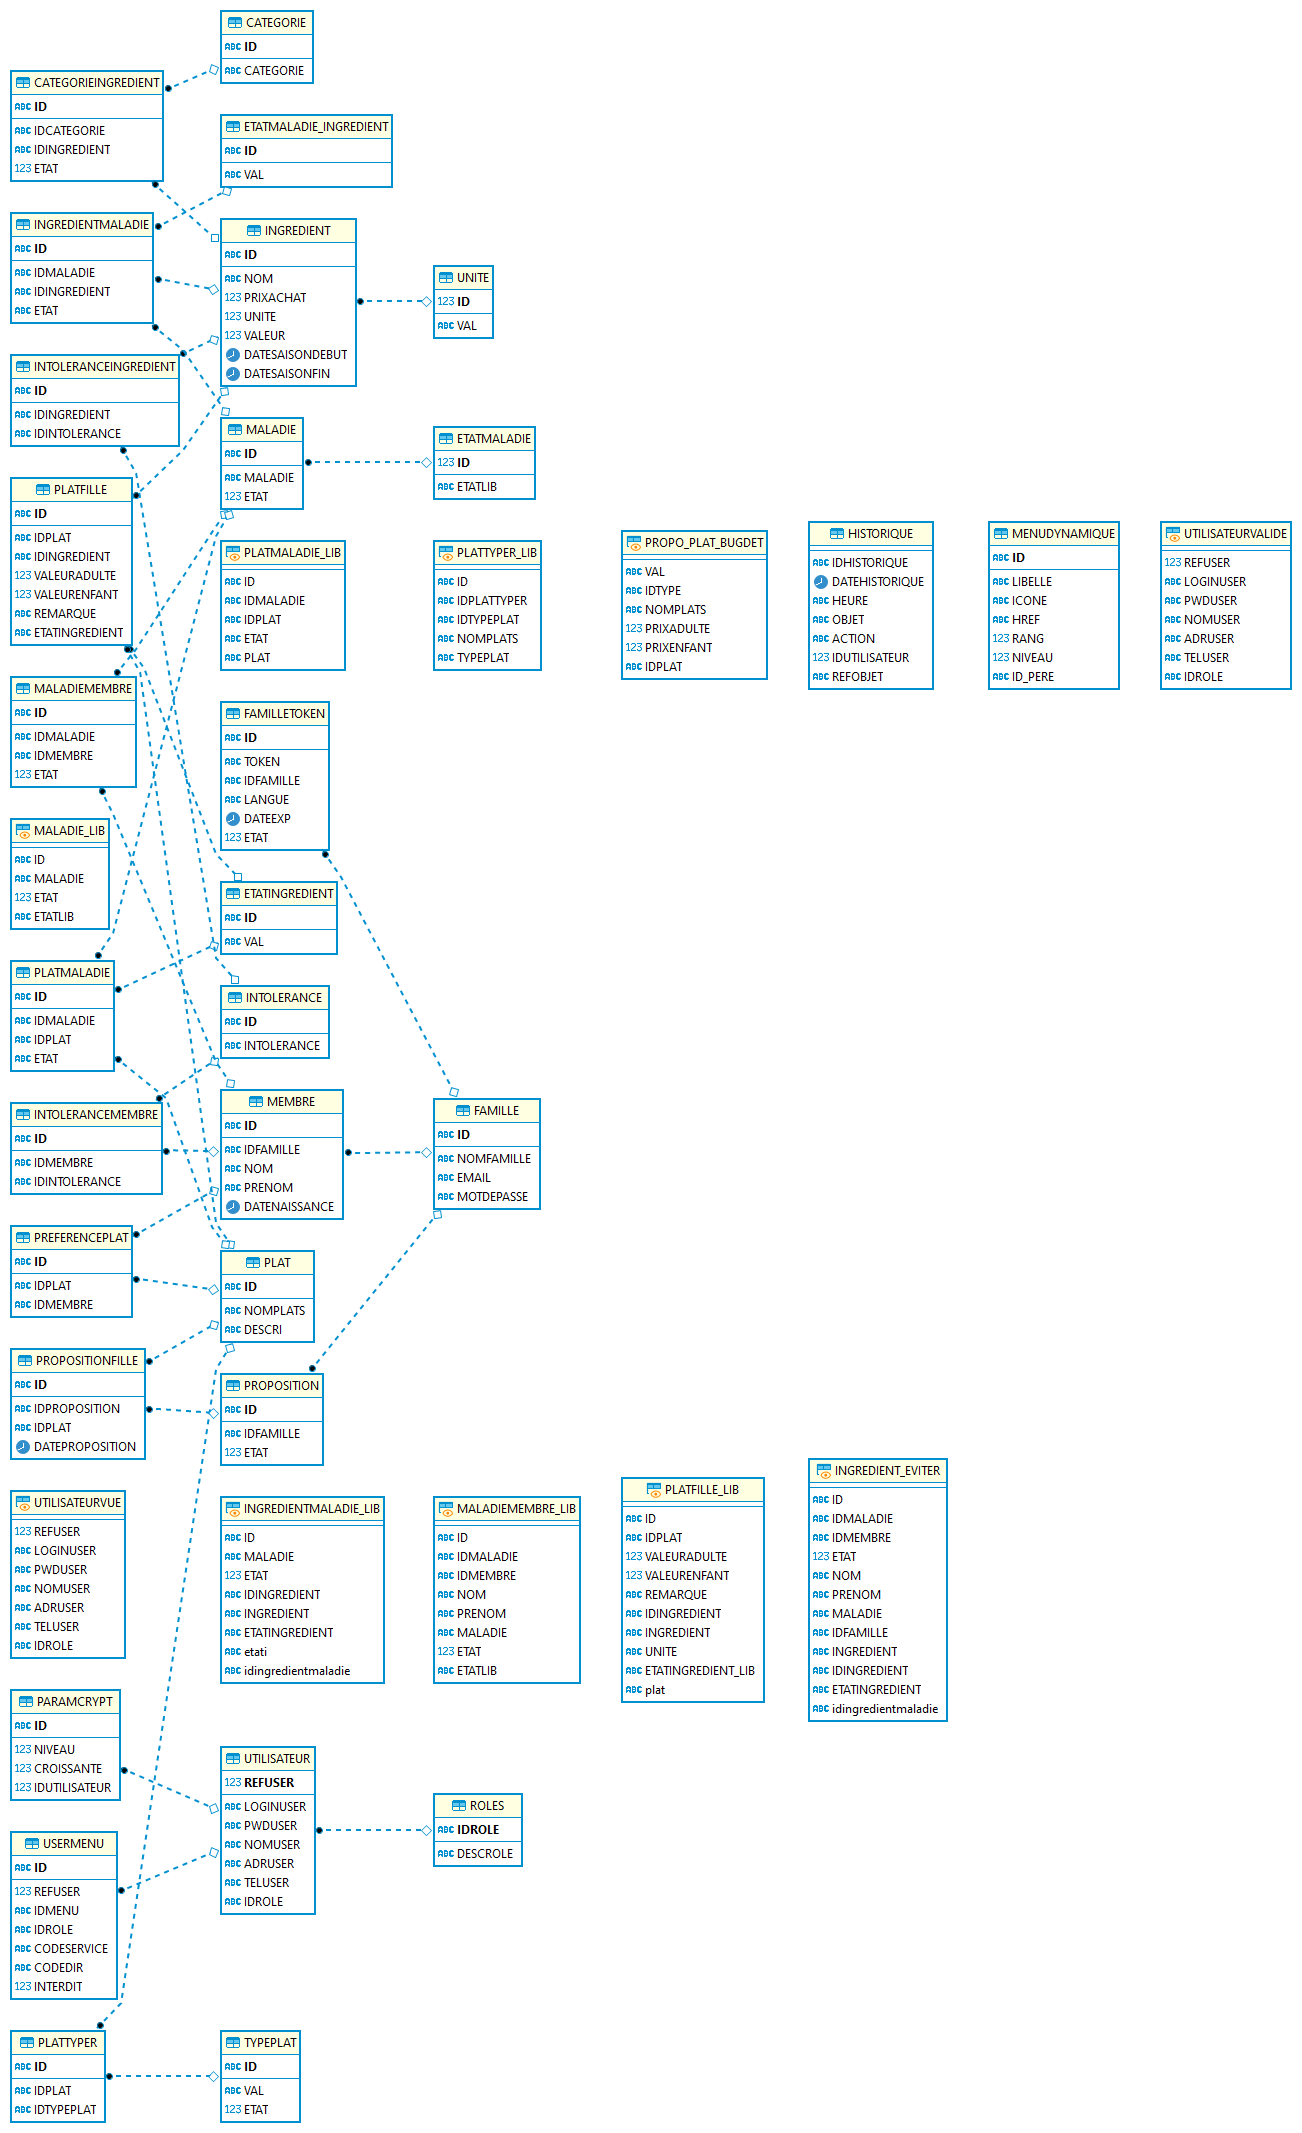 CATEGORIE
ABC ID
ABC CATEGORIE
CATEGORIEINGREDIENT
ABC ID
ABC IDCATEGORIE
ABC IDINGREDIENT
123 ETAT
ETATMALADIE_INGREDIENT
ABC ID
ABC VAL
INGREDIENTMALADIE
ABC ID
ABC IDMALADIE
ABC IDINGREDIENT
ABC ETAT
INGREDIENT
ABC ID
ABC NOM
123 PRIXACHAT
123 UNITE
123 VALEUR
DATESAISONDEBUT
DATESAISONFIN
UNITE
123 ID
ABC VAL
INTOLERANCEINGREDIENT
ABC ID
ABC IDINGREDIENT
ABC IDINTOLERANCE
MALADIE
ABC ID
ABC MALADIE
123 ETAT
ETATMALADIE
123 ID
ABC ETATLIB
PLATFILLE
ABC ID
ABC IDPLAT
ABC IDINGREDIENT
123 VALEURADULTE
123 VALEURENFANT
ABC REMARQUE
ABC ETATINGREDIENT
PLATMALADIE_LIB
ABC ID
ABC IDMALADIE
ABC IDPLAT
ABC ETAT
ABC PLAT
PLATTYPER_LIB
ABC ID
ABC IDPLATTYPER
ABC IDTYPEPLAT
ABC NOMPLATS
ABC TYPEPLAT
PROPO_PLAT_BUGDET
ABC VAL
ABC IDTYPE
ABC NOMPLATS
123 PRIXADULTE
123 PRIXENFANT
ABC IDPLAT
HISTORIQUE
ABC IDHISTORIQUE
DATEHISTORIQUE
ABC HEURE
ABC OBJET
ABC ACTION
123 IDUTILISATEUR
ABC REFOBJET
MENUDYNAMIQUE
ABC ID
ABC LIBELLE
ABC ICONE
ABC HREF
123 RANG
123 NIVEAU
ABC ID_PERE
UTILISATEURVALIDE
123 REFUSER
ABC LOGINUSER
ABC PWDUSER
ABC NOMUSER
ABC ADRUSER
ABC TELUSER
ABC IDROLE
MALADIEMEMBRE
ABC ID
ABC IDMALADIE
ABC IDMEMBRE
123 ETAT
FAMILLETOKEN
ABC ID
ABC TOKEN
ABC IDFAMILLE
ABC LANGUE
DATEEXP
123 ETAT
MALADIE_LIB
ABC ID
ABC MALADIE
123 ETAT
ABC ETATLIB
ETATINGREDIENT
ABC ID
ABC VAL
PLATMALADIE
ABC ID
ABC IDMALADIE
ABC IDPLAT
ABC ETAT
INTOLERANCE
ABC ID
ABC INTOLERANCE
INTOLERANCEMEMBRE
ABC ID
ABC IDMEMBRE
ABC IDINTOLERANCE
MEMBRE
ABC ID
ABC IDFAMILLE
ABC NOM
ABC PRENOM
DATENAISSANCE
FAMILLE
ABC ID
ABC NOMFAMILLE
ABC EMAIL
ABC MOTDEPASSE
PREFERENCEPLAT
ABC ID
ABC IDPLAT
ABC IDMEMBRE
PLAT
ABC ID
ABC NOMPLATS
ABC DESCRI
PROPOSITIONFILLE
ABC ID
ABC IDPROPOSITION
ABC IDPLAT
DATEPROPOSITION
PROPOSITION
ABC ID
ABC IDFAMILLE
123 ETAT
UTILISATEURVUE
123 REFUSER
ABC LOGINUSER
ABC PWDUSER
ABC NOMUSER
ABC ADRUSER
ABC TELUSER
ABC IDROLE
INGREDIENTMALADIE_LIB
ABC ID
ABC MALADIE
123 ETAT
ABC IDINGREDIENT
ABC INGREDIENT
ABC ETATINGREDIENT
ABC etati
ABC idingredientmaladie
MALADIEMEMBRE_LIB
ABC ID
ABC IDMALADIE
ABC IDMEMBRE
ABC NOM
ABC PRENOM
ABC MALADIE
123 ETAT
ABC ETATLIB
PLATFILLE_LIB
ABC ID
ABC IDPLAT
123 VALEURADULTE
123 VALEURENFANT
ABC REMARQUE
ABC IDINGREDIENT
ABC INGREDIENT
ABC UNITE
ABC ETATINGREDIENT_LIB
ABC plat
INGREDIENT_EVITER
ABC ID
ABC IDMALADIE
ABC IDMEMBRE
123 ETAT
ABC NOM
ABC PRENOM
ABC MALADIE
ABC IDFAMILLE
ABC INGREDIENT
ABC IDINGREDIENT
ABC ETATINGREDIENT
ABC idingredientmaladie
PARAMCRYPT
ABC ID
123 NIVEAU
123 CROISSANTE
123 IDUTILISATEUR
UTILISATEUR
123 REFUSER
ABC LOGINUSER
ABC PWDUSER
ABC NOMUSER
ABC ADRUSER
ABC TELUSER
ABC IDROLE
ROLES
ABC IDROLE
ABC DESCROLE
USERMENU
ABC ID
123 REFUSER
ABC IDMENU
ABC IDROLE
ABC CODESERVICE
ABC CODEDIR
123 INTERDIT
PLATTYPER
ABC ID
ABC IDPLAT
ABC IDTYPEPLAT
TYPEPLAT
ABC ID
ABC VAL
123 ETAT